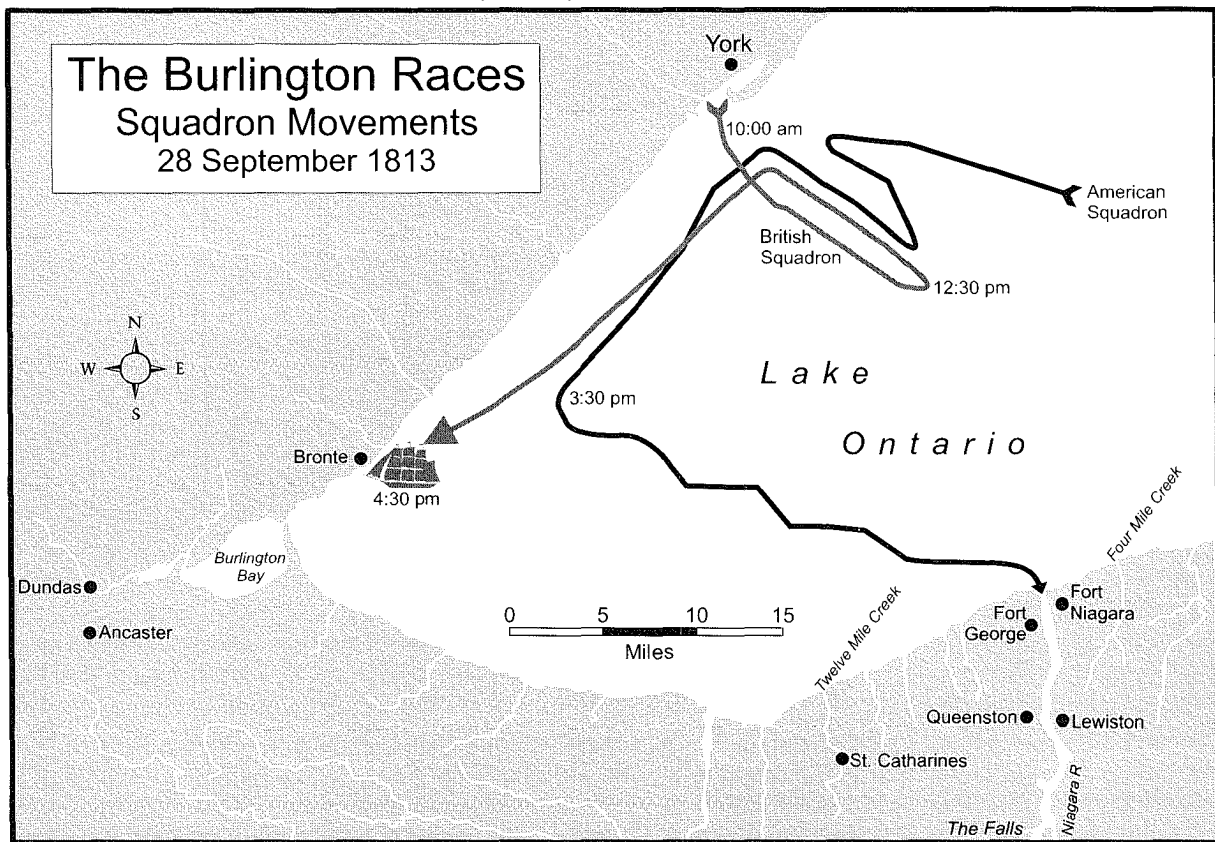 The Burlington Races
Squadron Movements
28 September 1813
York
10:00 am
American
Squadron
British
Squadron
12:30 pm
N
W E
S
Lake
Ontario
3:30 pm
Bronte
4:30 pm
Four Mile Creek
Burlington
Bay
Dundas
Ancaster
0 5 10 15
Miles
Twelve Mile Creek
Fort
Niagara
Fort
George
Queenston
Lewiston
St. Catharines
Niagara R
The Falls